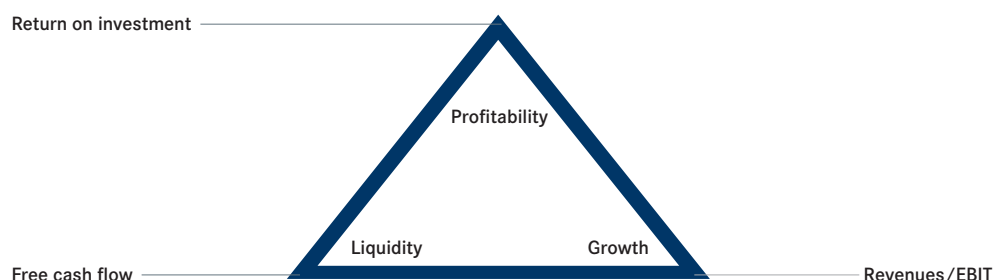 Return on investment
Profitability
Liquidity
Growth
Free cash flow
Revenues/EBIT